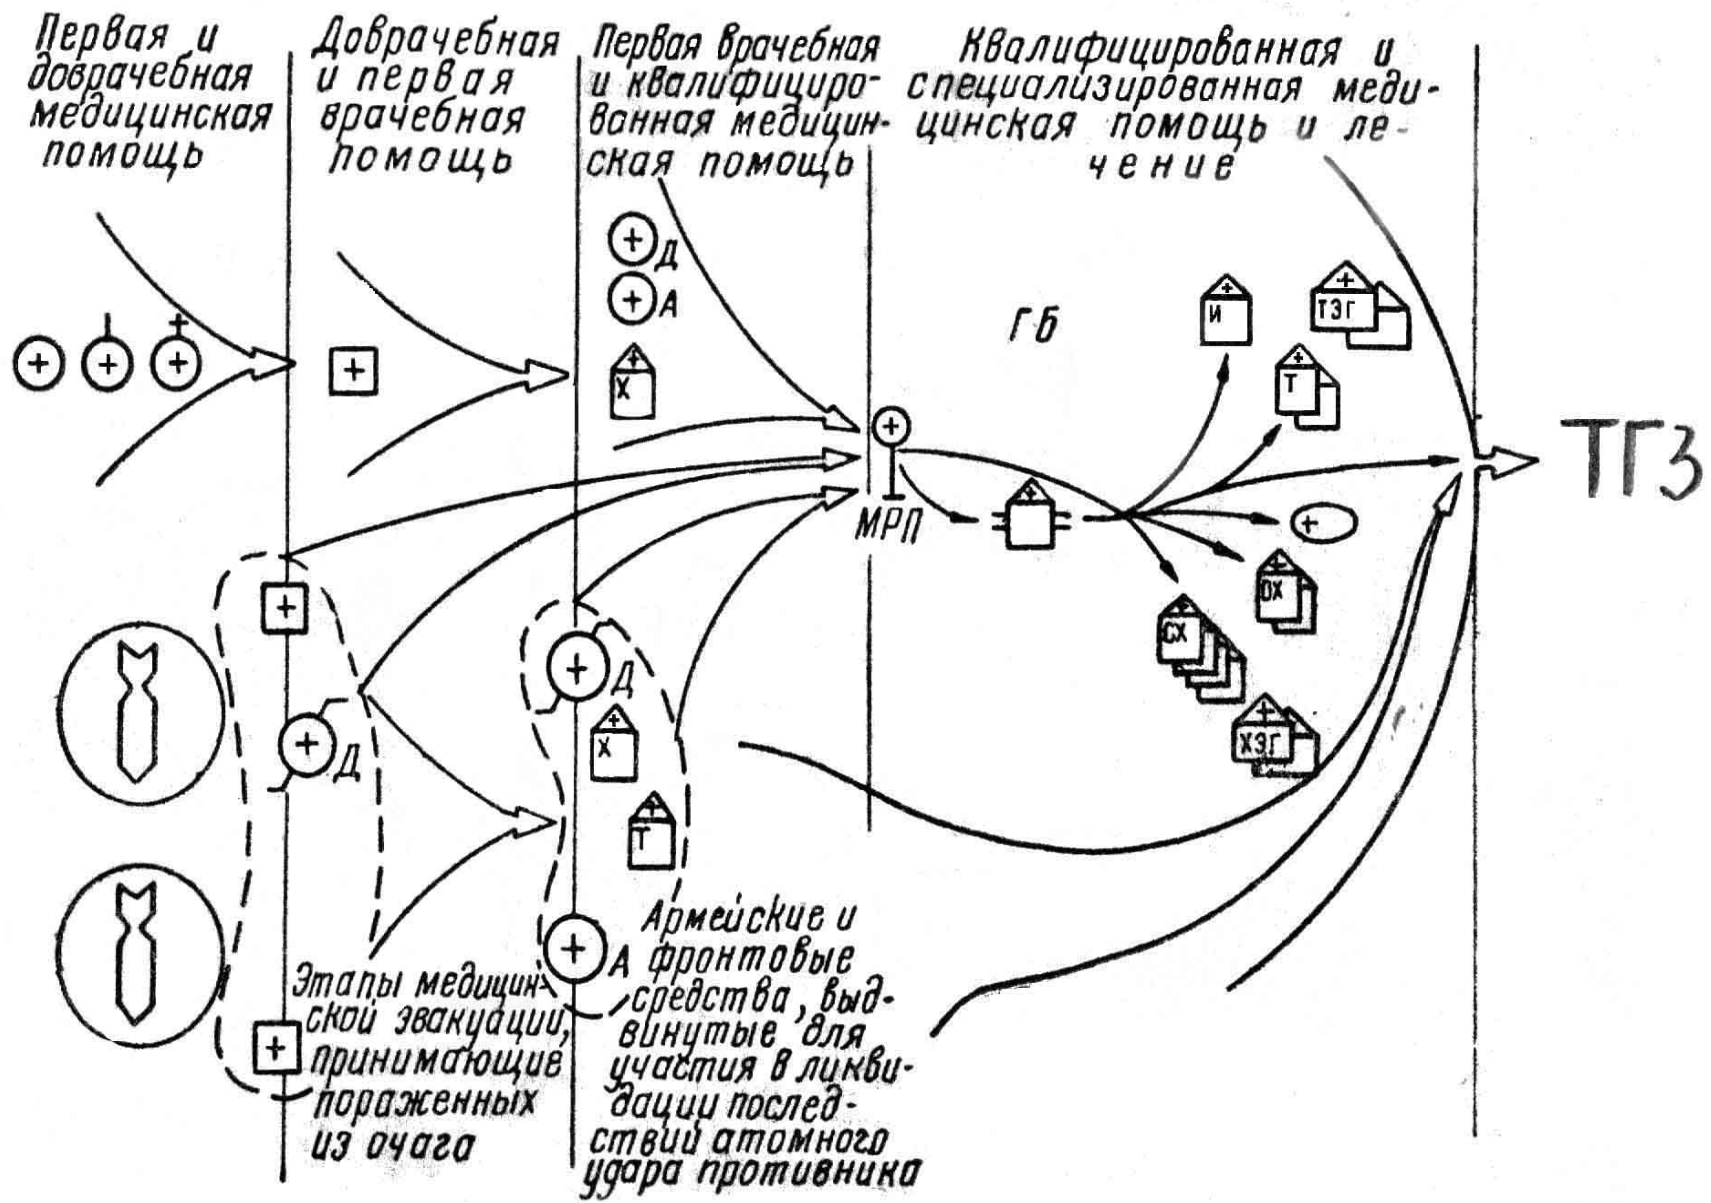 Первая и
доврачебная
медицинская
помощь
Доврачебная
и первая
врачебная
помощь
Первая врачебная
и квалифициро-
ванная медицин-
ская помощь
Квалифицированная и
специализированная меди-
цинская помощь и ле-
чение
Д
А
Х
ГБ
И
ТЭГ
Т
ТГЗ
МРП
ОХ
СХ
ХЭГ
Д
Д
Х
Т
А
Этапы медицин-
ской эвакуации,
принимающие
пораженных
из очага
Армейские и
фронтовые
средства, выд-
винутые для
участия в ликви-
дации послед-
ствий атомного
удара противника